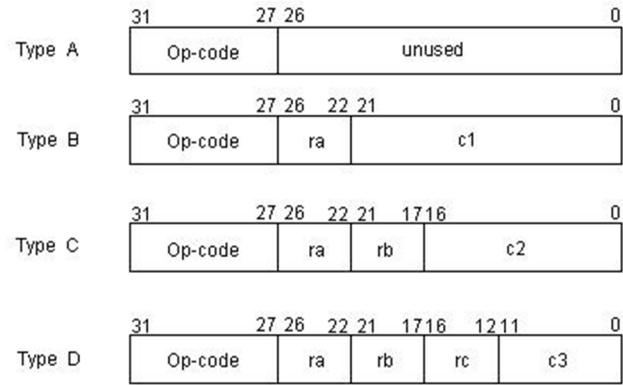 31 27 26 0
Type A Op-code unused
31 27 26 22 21 0
Type B Op-code ra c1
31 27 26 22 21 17 16 0
Type C Op-code ra rb c2
31 27 26 22 21 17 16 12 11 0
Type D Op-code ra rb rc c3